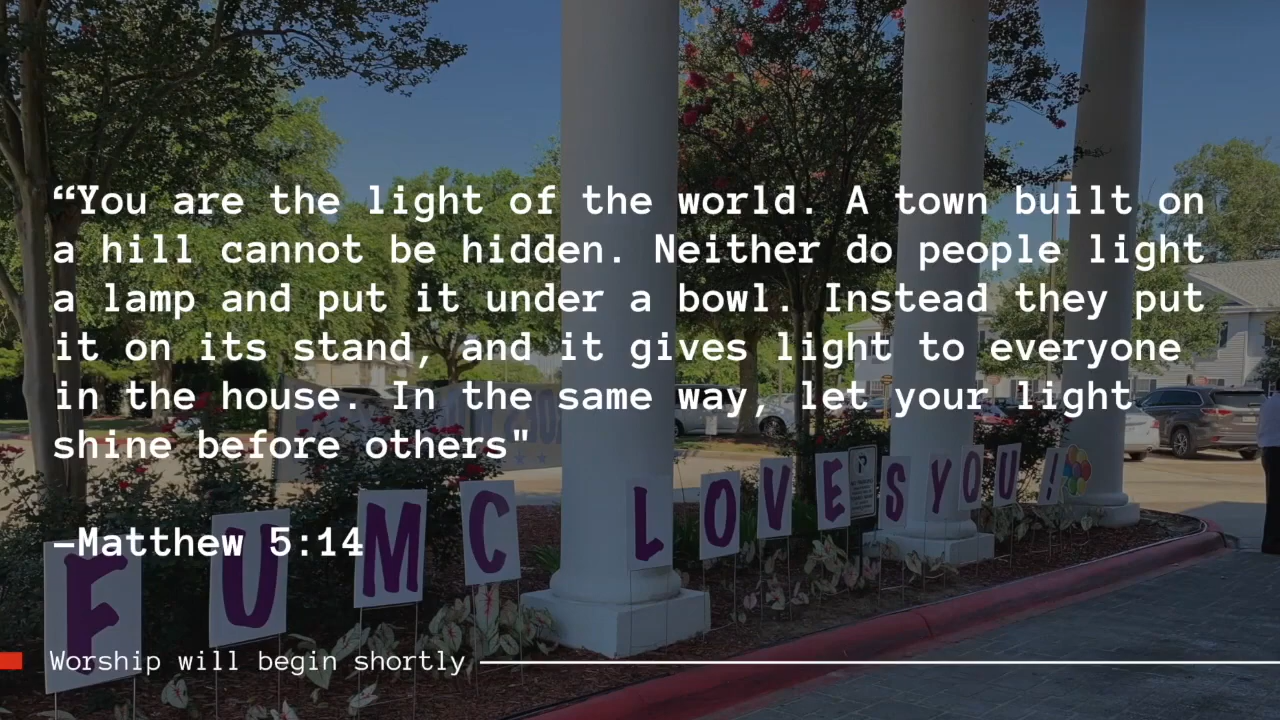 “You are the light of the world. A town built on
a hill cannot be hidden. Neither do people light
a lamp and put it under a bowl. Instead they put
it on its stand, and it gives light to everyone
in the house. In the same way, let your light
shine before others"
–Matthew 5:14
FUMC LOVES YOU!
Worship will begin shortly